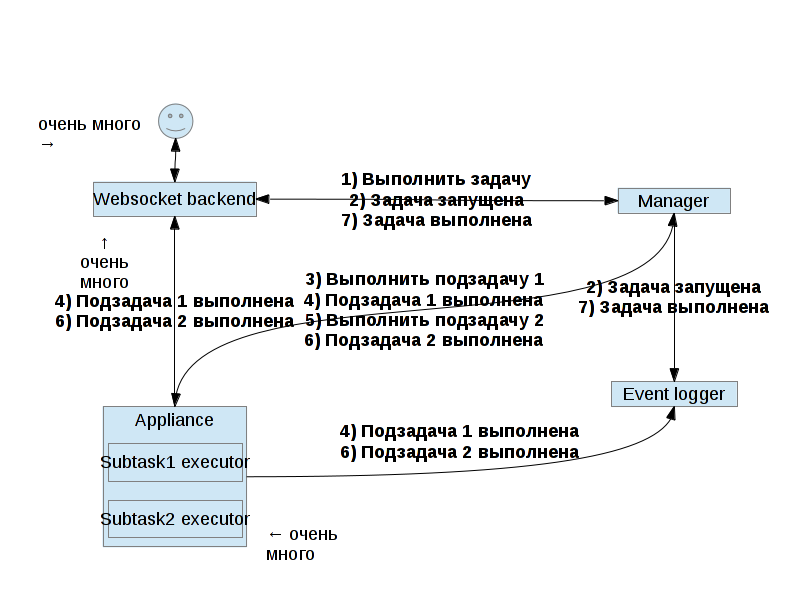 очень много
→
Websocket backend
1) Выполнить задачу
2) Задача запущена
7) Задача выполнена
Manager
↑
очень
много
4) Подзадача 1 выполнена
6) Подзадача 2 выполнена
3) Выполнить подзадачу 1
4) Подзадача 1 выполнена
5) Выполнить подзадачу 2
6) Подзадача 2 выполнена
2) Задача запущена
7) Задача выполнена
Event logger
Appliance
Subtask1 executor
Subtask2 executor
4) Подзадача 1 выполнена
6) Подзадача 2 выполнена
← очень
много